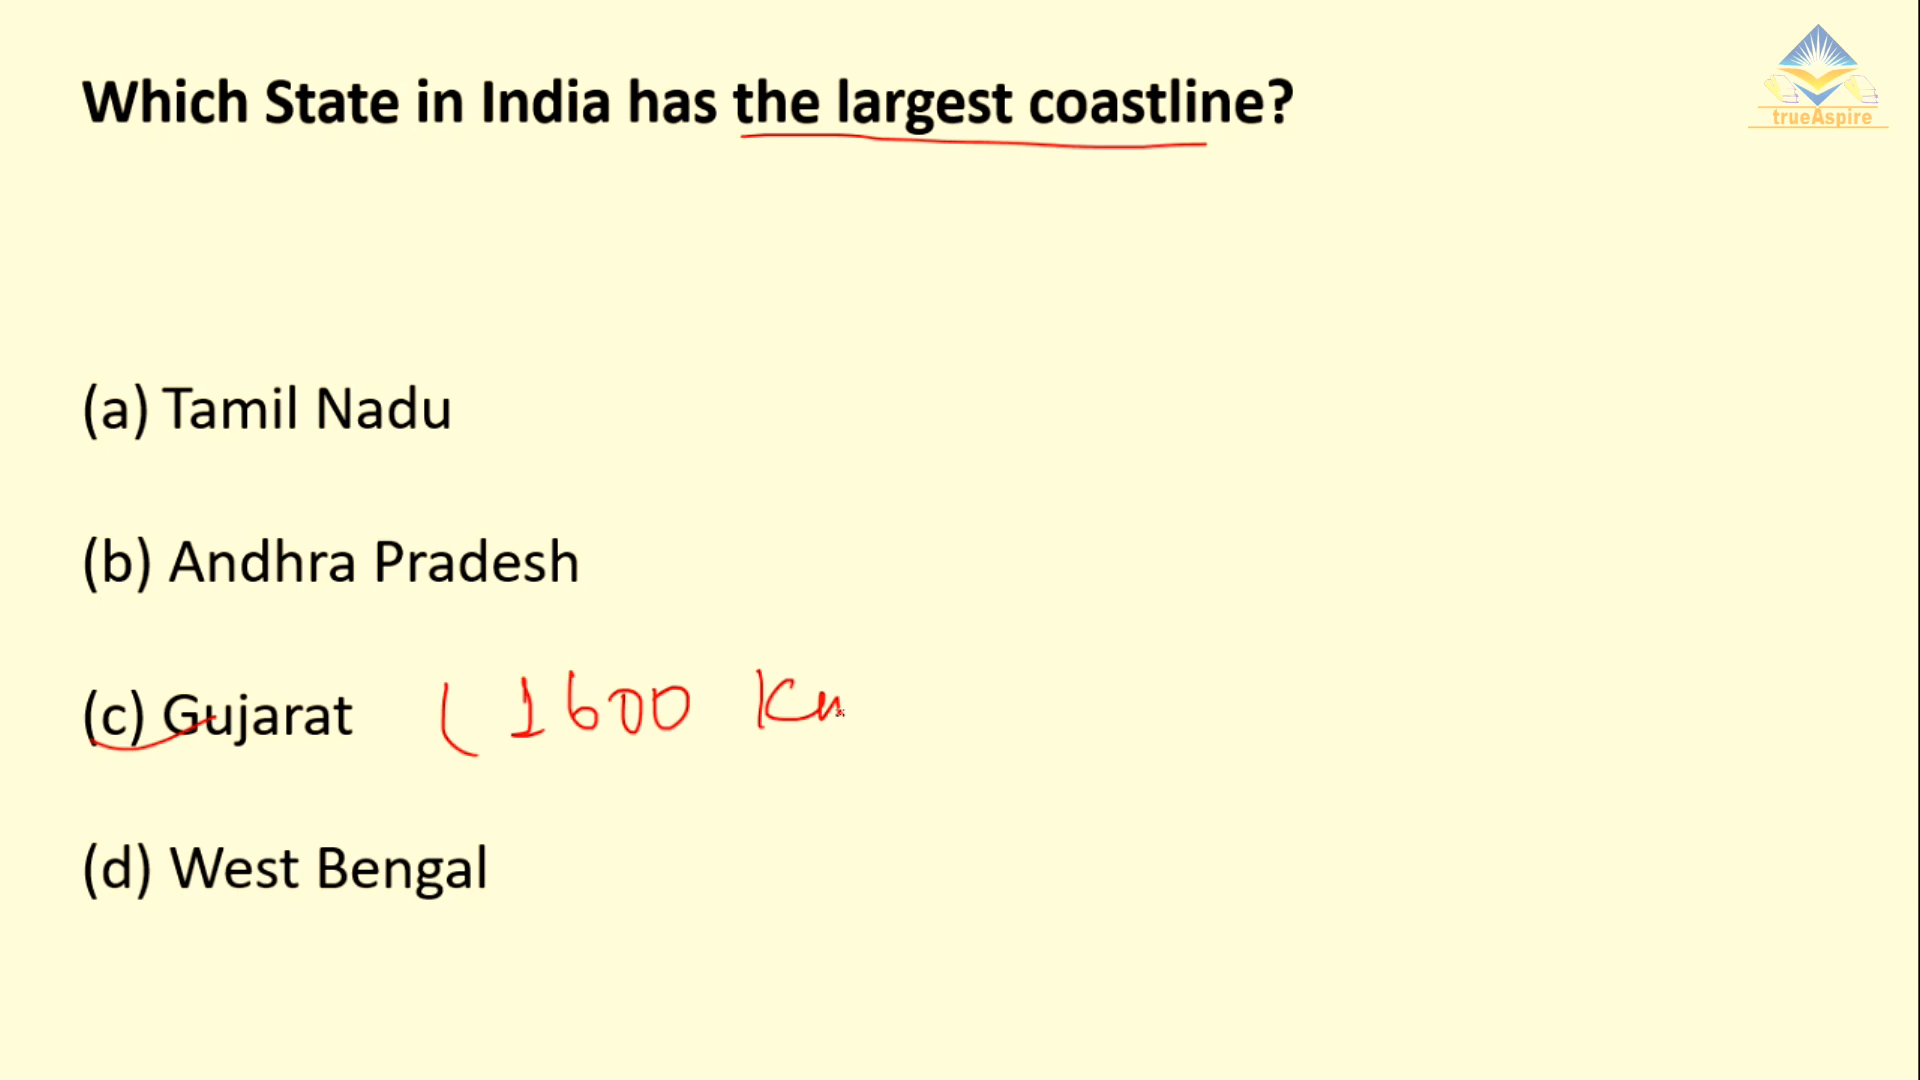 Which State in India has the largest coastline?
trueAspire
(a) Tamil Nadu
(b) Andhra Pradesh
(c) Gujarat ( 1600 Km
(d) West Bengal